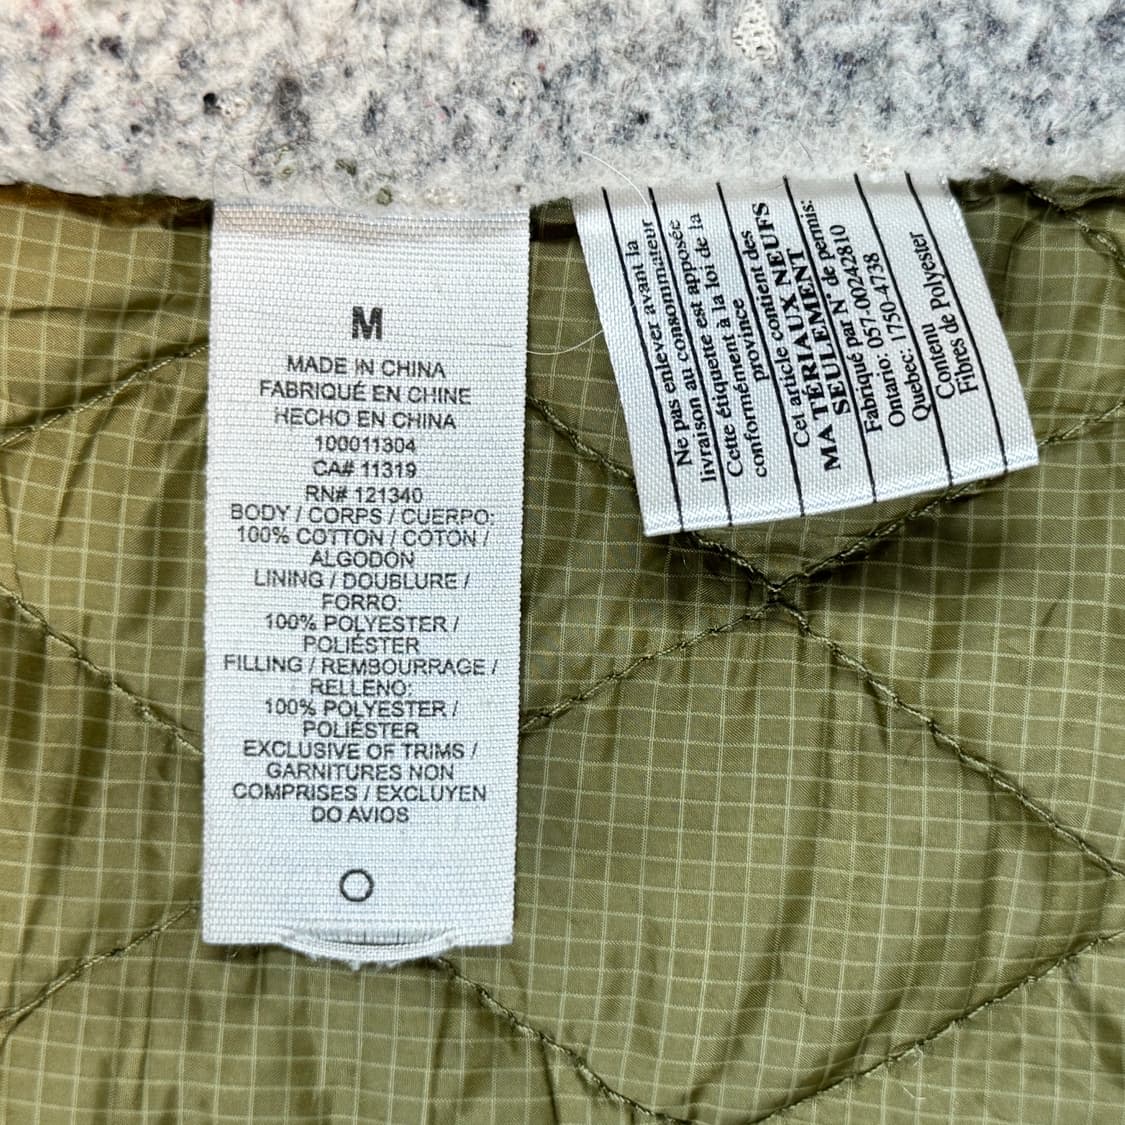 M
MADE IN CHINA
FABRIQUÉ EN CHINE
HECHO EN CHINA
100011304
CA# 11319
RN# 121340
BODY / CORPS / CUERPO:
100% COTTON / COTON /
ALGODÓN
LINING / DOUBLURE /
FORRO:
100% POLYESTER /
POLIÉSTER
FILLING / REMBOURRAGE /
RELLENO:
100% POLYESTER /
POLIÉSTER
EXCLUSIVE OF TRIMS /
GARNITURES NON
COMPRISES / EXCLUYEN
DO AVIOS
Ne pas enlever avant la
livraison au consommateur
Cette étiquette est apposée
conformément à la loi de la
province
Cet article contient des
MATÉRIAUX NEUFS
SEULEMENT
Fabriqué par N° de permis:
Ontario: 057-00242810
Quebec: 1750-4738
Contenu
Fibres de Polyester